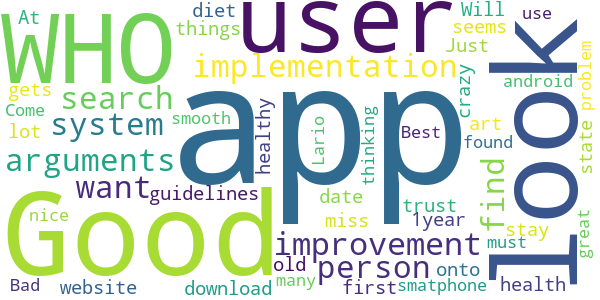 WHO
user
look
diet
Will
use
At
things
seems
Just
gets
implementation
android
problem
Come
search
crazy
lot
system
smooth
healthy
app
Lario
thinking
Best
art
found
state
arguments
want
guidelines
date
trust
find
nice
miss
1year
stay
great
Good
improvement
must
old
person
onto
Bad
website
download
many
first
smatphone
health